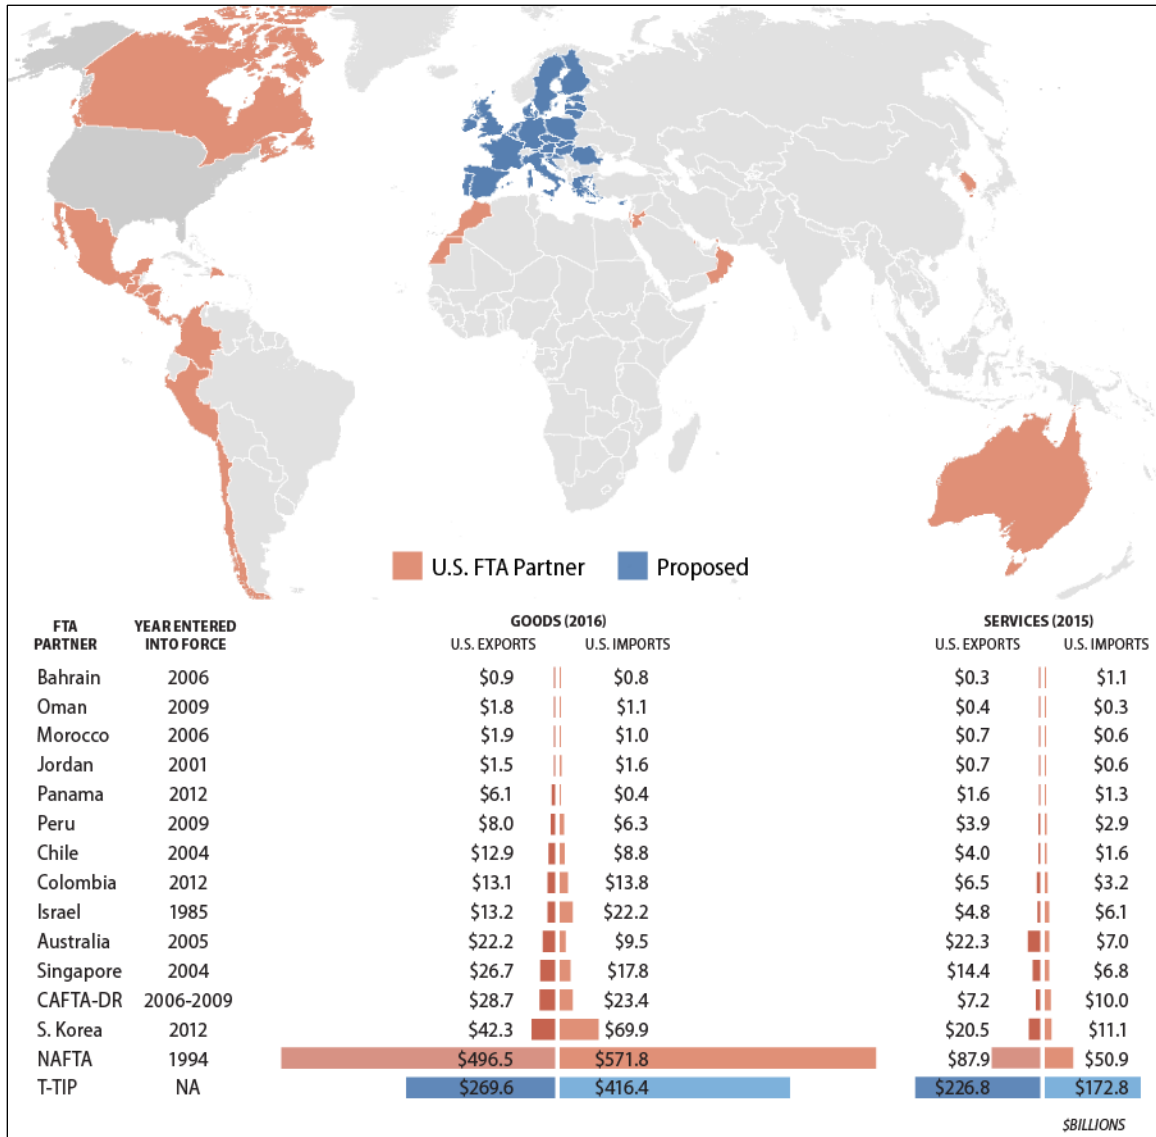 U.S. FTA Partner Proposed
FTA PARTNER YEAR ENTERED INTO FORCE GOODS (2016) SERVICES (2015)
U.S. EXPORTS U.S. IMPORTS U.S. EXPORTS U.S. IMPORTS
Bahrain 2006 $0.9 $0.8 $0.3 $1.1
Oman 2009 $1.8 $1.1 $0.4 $0.3
Morocco 2006 $1.9 $1.0 $0.7 $0.6
Jordan 2001 $1.5 $1.6 $0.7 $0.6
Panama 2012 $6.1 $0.4 $1.6 $1.3
Peru 2009 $8.0 $6.3 $3.9 $2.9
Chile 2004 $12.9 $8.8 $4.0 $1.6
Colombia 2012 $13.1 $13.8 $6.5 $3.2
Israel 1985 $13.2 $22.2 $4.8 $6.1
Australia 2005 $22.2 $9.5 $22.3 $7.0
Singapore 2004 $26.7 $17.8 $14.4 $6.8
CAFTA-DR 2006-2009 $28.7 $23.4 $7.2 $10.0
S. Korea 2012 $42.3 $69.9 $20.5 $11.1
NAFTA 1994 $496.5 $571.8 $87.9 $50.9
T-TIP NA $269.6 $416.4 $226.8 $172.8
$BILLIONS